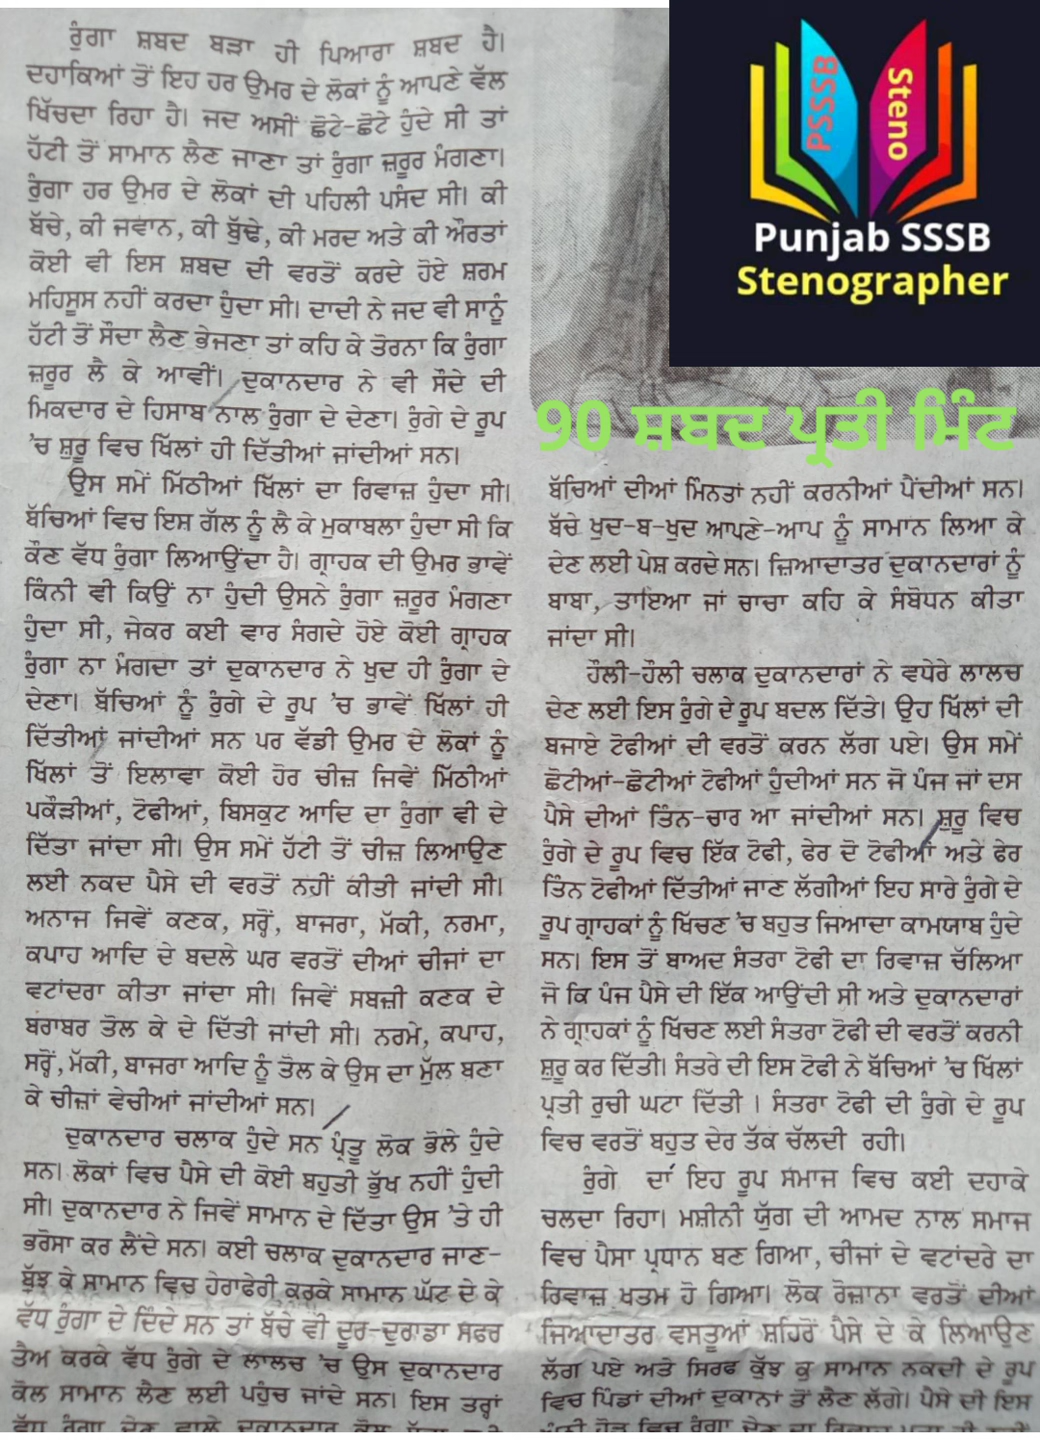 ਰੁੰਗਾ ਸ਼ਬਦ ਬੜਾ ਹੀ ਪਿਆਰਾ ਸ਼ਬਦ ਹੈ।
ਦਹਾਕਿਆਂ ਤੋਂ ਇਹ ਹਰ ਉਮਰ ਦੇ ਲੋਕਾਂ ਨੂੰ ਆਪਣੇ ਵੱਲ
ਖਿੱਚਦਾ ਰਿਹਾ ਹੈ। ਜਦ ਅਸੀਂ ਛੋਟੇ-ਛੋਟੇ ਹੁੰਦੇ ਸੀ ਤਾਂ
ਹੱਟੀ ਤੋਂ ਸਾਮਾਨ ਲੈਣ ਜਾਣਾ ਤਾਂ ਰੁੰਗਾ ਜ਼ਰੂਰ ਮੰਗਣਾ।
ਰੁੰਗਾ ਹਰ ਉਮਰ ਦੇ ਲੋਕਾਂ ਦੀ ਪਹਿਲੀ ਪਸੰਦ ਸੀ। ਕੀ
ਬੱਚੇ, ਕੀ ਜਵਾਨ, ਕੀ ਬੁੱਢੇ, ਕੀ ਮਰਦ ਅਤੇ ਕੀ ਔਰਤਾਂ
ਕੋਈ ਵੀ ਇਸ ਸ਼ਬਦ ਦੀ ਵਰਤੋਂ ਕਰਦੇ ਹੋਏ ਸ਼ਰਮ
ਮਹਿਸੂਸ ਨਹੀਂ ਕਰਦਾ ਹੁੰਦਾ ਸੀ। ਦਾਦੀ ਨੇ ਜਦ ਵੀ ਸਾਨੂੰ
ਹੱਟੀ ਤੋਂ ਸੌਦਾ ਲੈਣ ਭੇਜਣਾ ਤਾਂ ਕਹਿ ਕੇ ਤੋਰਨਾ ਕਿ ਰੁੰਗਾ
ਜ਼ਰੂਰ ਲੈ ਕੇ ਆਵੀਂ। ਦੁਕਾਨਦਾਰ ਨੇ ਵੀ ਸੌਦੇ ਦੀ
ਮਿਕਦਾਰ ਦੇ ਹਿਸਾਬ ਨਾਲ ਰੁੰਗਾ ਦੇ ਦੇਣਾ। ਰੁੰਗੇ ਦੇ ਰੂਪ
'ਚ ਸ਼ੁਰੂ ਵਿਚ ਖਿੱਲਾਂ ਹੀ ਦਿੱਤੀਆਂ ਜਾਂਦੀਆਂ ਸਨ।
ਉਸ ਸਮੇਂ ਮਿੱਠੀਆਂ ਖਿੱਲਾਂ ਦਾ ਰਿਵਾਜ਼ ਹੁੰਦਾ ਸੀ।
ਬੱਚਿਆਂ ਵਿਚ ਇਸ ਗੱਲ ਨੂੰ ਲੈ ਕੇ ਮੁਕਾਬਲਾ ਹੁੰਦਾ ਸੀ ਕਿ
ਕੌਣ ਵੱਧ ਰੁੰਗਾ ਲਿਆਉਂਦਾ ਹੈ। ਗ੍ਰਾਹਕ ਦੀ ਉਮਰ ਭਾਵੇਂ
ਕਿੰਨੀ ਵੀ ਕਿਉਂ ਨਾ ਹੁੰਦੀ ਉਸਨੇ ਰੁੰਗਾ ਜ਼ਰੂਰ ਮੰਗਣਾ
ਹੁੰਦਾ ਸੀ, ਜੇਕਰ ਕਈ ਵਾਰ ਸੰਗਦੇ ਹੋਏ ਕੋਈ ਗ੍ਰਾਹਕ
ਰੁੰਗਾ ਨਾ ਮੰਗਦਾ ਤਾਂ ਦੁਕਾਨਦਾਰ ਨੇ ਖੁਦ ਹੀ ਰੁੰਗਾ ਦੇ
ਦੇਣਾ। ਬੱਚਿਆਂ ਨੂੰ ਰੁੰਗੇ ਦੇ ਰੂਪ 'ਚ ਭਾਵੇਂ ਖਿੱਲਾਂ ਹੀ
ਦਿੱਤੀਆਂ ਜਾਂਦੀਆਂ ਸਨ ਪਰ ਵੱਡੀ ਉਮਰ ਦੇ ਲੋਕਾਂ ਨੂੰ
ਖਿੱਲਾਂ ਤੋਂ ਇਲਾਵਾ ਕੋਈ ਹੋਰ ਚੀਜ਼ ਜਿਵੇਂ ਮਿੱਠੀਆਂ
ਪਕੌੜੀਆਂ, ਟੋਫੀਆਂ, ਬਿਸਕੁਟ ਆਦਿ ਦਾ ਰੁੰਗਾ ਵੀ ਦੇ
ਦਿੱਤਾ ਜਾਂਦਾ ਸੀ। ਉਸ ਸਮੇਂ ਹੱਟੀ ਤੋਂ ਚੀਜ਼ ਲਿਆਉਣ
ਲਈ ਨਕਦ ਪੈਸੇ ਦੀ ਵਰਤੋਂ ਨਹੀਂ ਕੀਤੀ ਜਾਂਦੀ ਸੀ।
ਅਨਾਜ ਜਿਵੇਂ ਕਣਕ, ਸਰ੍ਹੋਂ, ਬਾਜਰਾ, ਮੱਕੀ, ਨਰਮਾ,
ਕਪਾਹ ਆਦਿ ਦੇ ਬਦਲੇ ਘਰ ਵਰਤੋਂ ਦੀਆਂ ਚੀਜਾਂ ਦਾ
ਵਟਾਂਦਰਾ ਕੀਤਾ ਜਾਂਦਾ ਸੀ। ਜਿਵੇਂ ਸਬਜ਼ੀ ਕਣਕ ਦੇ
ਬਰਾਬਰ ਤੋਲ ਕੇ ਦੇ ਦਿੱਤੀ ਜਾਂਦੀ ਸੀ। ਨਰਮੇ, ਕਪਾਹ,
ਸਰ੍ਹੋਂ, ਮੱਕੀ, ਬਾਜਰਾ ਆਦਿ ਨੂੰ ਤੋਲ ਕੇ ਉਸ ਦਾ ਮੁੱਲ ਬਣਾ
ਕੇ ਚੀਜ਼ਾਂ ਵੇਚੀਆਂ ਜਾਂਦੀਆਂ ਸਨ।
ਦੁਕਾਨਦਾਰ ਚਲਾਕ ਹੁੰਦੇ ਸਨ ਪ੍ਰੰਤੂ ਲੋਕ ਭੋਲੇ ਹੁੰਦੇ
ਸਨ। ਲੋਕਾਂ ਵਿਚ ਪੈਸੇ ਦੀ ਕੋਈ ਬਹੁਤੀ ਭੁੱਖ ਨਹੀਂ ਹੁੰਦੀ
ਸੀ। ਦੁਕਾਨਦਾਰ ਨੇ ਜਿਵੇਂ ਸਾਮਾਨ ਦੇ ਦਿੱਤਾ ਉਸ 'ਤੇ ਹੀ
ਭਰੋਸਾ ਕਰ ਲੈਂਦੇ ਸਨ। ਕਈ ਚਲਾਕ ਦੁਕਾਨਦਾਰ ਜਾਣ-
ਬੁੱਝ ਕੇ ਸਾਮਾਨ ਵਿਚ ਹੇਰਾਫੇਰੀ ਕਰਕੇ ਸਾਮਾਨ ਘੱਟ ਦੇ ਕੇ
ਵੱਧ ਰੁੰਗਾ ਦੇ ਦਿੰਦੇ ਸਨ ਤਾਂ ਬੱਚੇ ਵੀ ਦੂਰ-ਦੁਰਾਡਾ ਸਫਰ
ਤੈਅ ਕਰਕੇ ਵੱਧ ਰੁੰਗੇ ਦੇ ਲਾਲਚ 'ਚ ਉਸ ਦੁਕਾਨਦਾਰ
ਕੋਲ ਸਾਮਾਨ ਲੈਣ ਲਈ ਪਹੁੰਚ ਜਾਂਦੇ ਸਨ। ਇਸ ਤਰ੍ਹਾਂ
ਵੱਧ ਰੁੰਗਾ ਦੇਣ ਵਾਲੇ ਦੁਕਾਨਦਾਰ ਕੋਲ
PSSSB
Steno
Punjab SSSB
Stenographer
90 ਸ਼ਬਦ ਪ੍ਰਤੀ ਮਿੰਟ
ਬੱਚਿਆਂ ਦੀਆਂ ਮਿੰਨਤਾਂ ਨਹੀਂ ਕਰਨੀਆਂ ਪੈਂਦੀਆਂ ਸਨ।
ਬੱਚੇ ਖੁਦ-ਬ-ਖੁਦ ਆਪਣੇ-ਆਪ ਨੂੰ ਸਾਮਾਨ ਲਿਆ ਕੇ
ਦੇਣ ਲਈ ਪੇਸ਼ ਕਰਦੇ ਸਨ। ਜ਼ਿਆਦਾਤਰ ਦੁਕਾਨਦਾਰਾਂ ਨੂੰ
ਬਾਬਾ, ਤਾਇਆ ਜਾਂ ਚਾਚਾ ਕਹਿ ਕੇ ਸੰਬੋਧਨ ਕੀਤਾ
ਜਾਂਦਾ ਸੀ।
ਹੌਲੀ-ਹੌਲੀ ਚਲਾਕ ਦੁਕਾਨਦਾਰਾਂ ਨੇ ਵਧੇਰੇ ਲਾਲਚ
ਦੇਣ ਲਈ ਇਸ ਰੁੰਗੇ ਦੇ ਰੂਪ ਬਦਲ ਦਿੱਤੇ। ਉਹ ਖਿੱਲਾਂ ਦੀ
ਬਜਾਏ ਟੋਫੀਆਂ ਦੀ ਵਰਤੋਂ ਕਰਨ ਲੱਗ ਪਏ। ਉਸ ਸਮੇਂ
ਛੋਟੀਆਂ-ਛੋਟੀਆਂ ਟੋਫੀਆਂ ਹੁੰਦੀਆਂ ਸਨ ਜੋ ਪੰਜ ਜਾਂ ਦਸ
ਪੈਸੇ ਦੀਆਂ ਤਿੰਨ-ਚਾਰ ਆ ਜਾਂਦੀਆਂ ਸਨ। ਸ਼ੁਰੂ ਵਿਚ
ਰੁੰਗੇ ਦੇ ਰੂਪ ਵਿਚ ਇੱਕ ਟੋਫੀ, ਫੇਰ ਦੋ ਟੋਫੀਆਂ ਅਤੇ ਫੇਰ
ਤਿੰਨ ਟੋਫੀਆਂ ਦਿੱਤੀਆਂ ਜਾਣ ਲੱਗੀਆਂ ਇਹ ਸਾਰੇ ਰੁੰਗੇ ਦੇ
ਰੂਪ ਗ੍ਰਾਹਕਾਂ ਨੂੰ ਖਿੱਚਣ 'ਚ ਬਹੁਤ ਜਿਆਦਾ ਕਾਮਯਾਬ ਹੁੰਦੇ
ਸਨ। ਇਸ ਤੋਂ ਬਾਅਦ ਸੰਤਰਾ ਟੋਫੀ ਦਾ ਰਿਵਾਜ਼ ਚੱਲਿਆ
ਜੋ ਕਿ ਪੰਜ ਪੈਸੇ ਦੀ ਇੱਕ ਆਉਂਦੀ ਸੀ ਅਤੇ ਦੁਕਾਨਦਾਰਾਂ
ਨੇ ਗ੍ਰਾਹਕਾਂ ਨੂੰ ਖਿੱਚਣ ਲਈ ਸੰਤਰਾ ਟੋਫੀ ਦੀ ਵਰਤੋਂ ਕਰਨੀ
ਸ਼ੁਰੂ ਕਰ ਦਿੱਤੀ। ਸੰਤਰੇ ਦੀ ਇਸ ਟੋਫੀ ਨੇ ਬੱਚਿਆਂ 'ਚ ਖਿੱਲਾਂ
ਪ੍ਰਤੀ ਰੁਚੀ ਘਟਾ ਦਿੱਤੀ । ਸੰਤਰਾ ਟੋਫੀ ਦੀ ਰੁੰਗੇ ਦੇ ਰੂਪ
ਵਿਚ ਵਰਤੋਂ ਬਹੁਤ ਦੇਰ ਤੱਕ ਚੱਲਦੀ ਰਹੀ।
ਰੁੰਗੇ ਦਾ ਇਹ ਰੂਪ ਸਮਾਜ ਵਿਚ ਕਈ ਦਹਾਕੇ
ਚਲਦਾ ਰਿਹਾ। ਮਸ਼ੀਨੀ ਯੁੱਗ ਦੀ ਆਮਦ ਨਾਲ ਸਮਾਜ
ਵਿਚ ਪੈਸਾ ਪ੍ਰਧਾਨ ਬਣ ਗਿਆ, ਚੀਜਾਂ ਦੇ ਵਟਾਂਦਰੇ ਦਾ
ਰਿਵਾਜ਼ ਖਤਮ ਹੋ ਗਿਆ। ਲੋਕ ਰੋਜ਼ਾਨਾ ਵਰਤੋਂ ਦੀਆਂ
ਜਿਆਦਾਤਰ ਵਸਤੂਆਂ ਸ਼ਹਿਰੋਂ ਪੈਸੇ ਦੇ ਕੇ ਲਿਆਉਣ
ਲੱਗ ਪਏ ਅਤੇ ਸਿਰਫ ਕੁੱਝ ਕੁ ਸਾਮਾਨ ਨਕਦੀ ਦੇ ਰੂਪ
ਵਿਚ ਪਿੰਡਾਂ ਦੀਆਂ ਦੁਕਾਨਾਂ ਤੋਂ ਲੈਣ ਲੱਗੇ। ਪੈਸੇ ਦੀ ਇਸ
ਹੋੜ ਵਿਚ ਰੁੰਗਾ ਦੇਣ ਦਾ ਰਿਵਾਜ਼